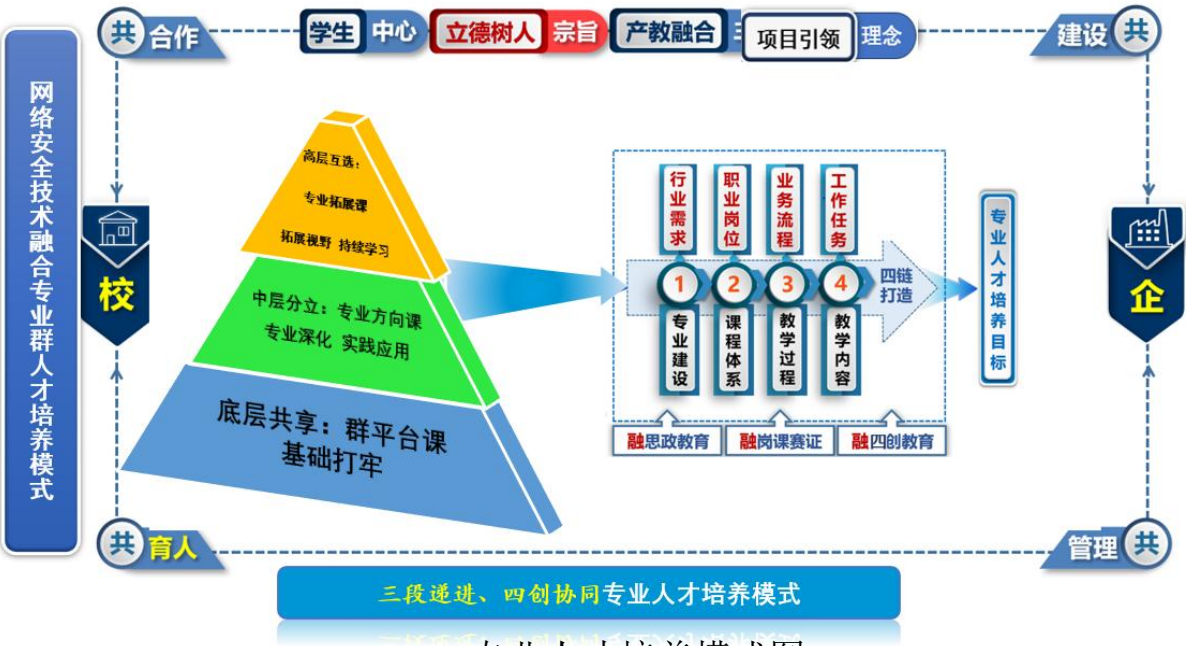 共 合作
学生 中心
立德树人 宗旨
产教融合
项目引领 理念
建设 共
网络安全技术融合专业群人才培养模式
校
高层互选：
专业拓展课
拓展视野 持续学习
中层分立：专业方向课
专业深化 实践应用
底层共享：群平台课
基础打牢
行业需求
职业岗位
业务流程
工作任务
1
2
3
4
四链
打造
专业建设
课程体系
教学过程
教学内容
融思政教育
融岗课赛证
融四创教育
专业人才培养目标
企
共 育人
管理 共
三段递进、四创协同专业人才培养模式